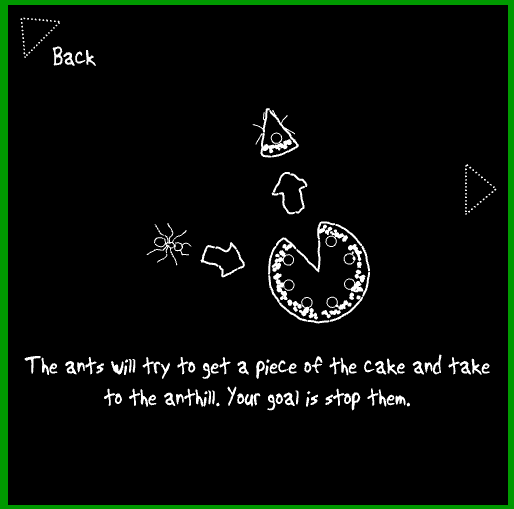 Back
The ants will try to get a piece of the cake and take
to the anthill. Your goal is stop them.